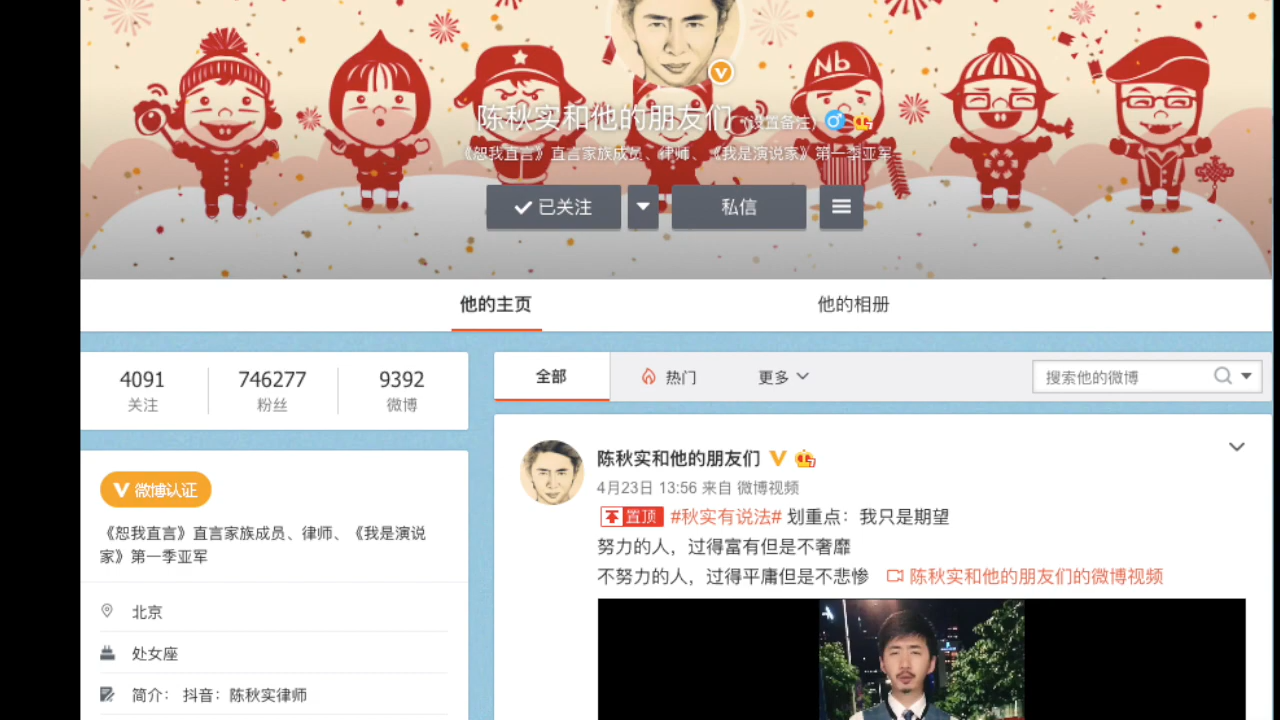 Nb
陈秋实和他的朋友们 (设置备注)
《恕我直言》直言家族成员、律师、《我是演说家》第一季亚军
已关注
私信
他的主页
他的相册
4091
关注
746277
粉丝
9392
微博
V 微博认证
《恕我直言》直言家族成员、律师、《我是演说
家》第一季亚军
北京
处女座
简介: 抖音:陈秋实律师
全部
热门
更多
搜索他的微博
陈秋实和他的朋友们
4月23日 13:56 来自 微博视频
置顶 #秋实有说法# 划重点:我只是期望
努力的人,过得富有但是不奢靡
不努力的人,过得平庸但是不悲惨 陈秋实和他的朋友们的微博视频